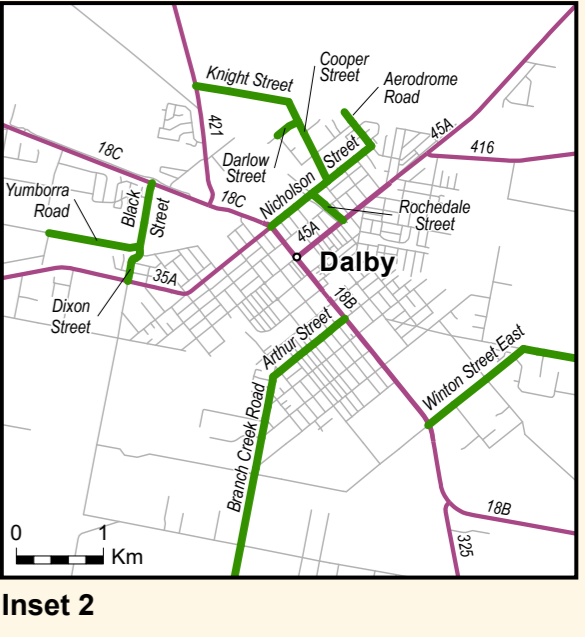 Cooper
Street
Knight Street
Aerodrome
Road
421
45A
416
18C
Darlow
Street
Nicholson Street
Yumborra
Road
Black
Street
18C
Rochedale
Street
45A
Dalby
35A
Dixon
Street
18B
Arthur Street
Winton Street East
Branch Creek Road
18B
325
0 1
Km
Inset 2